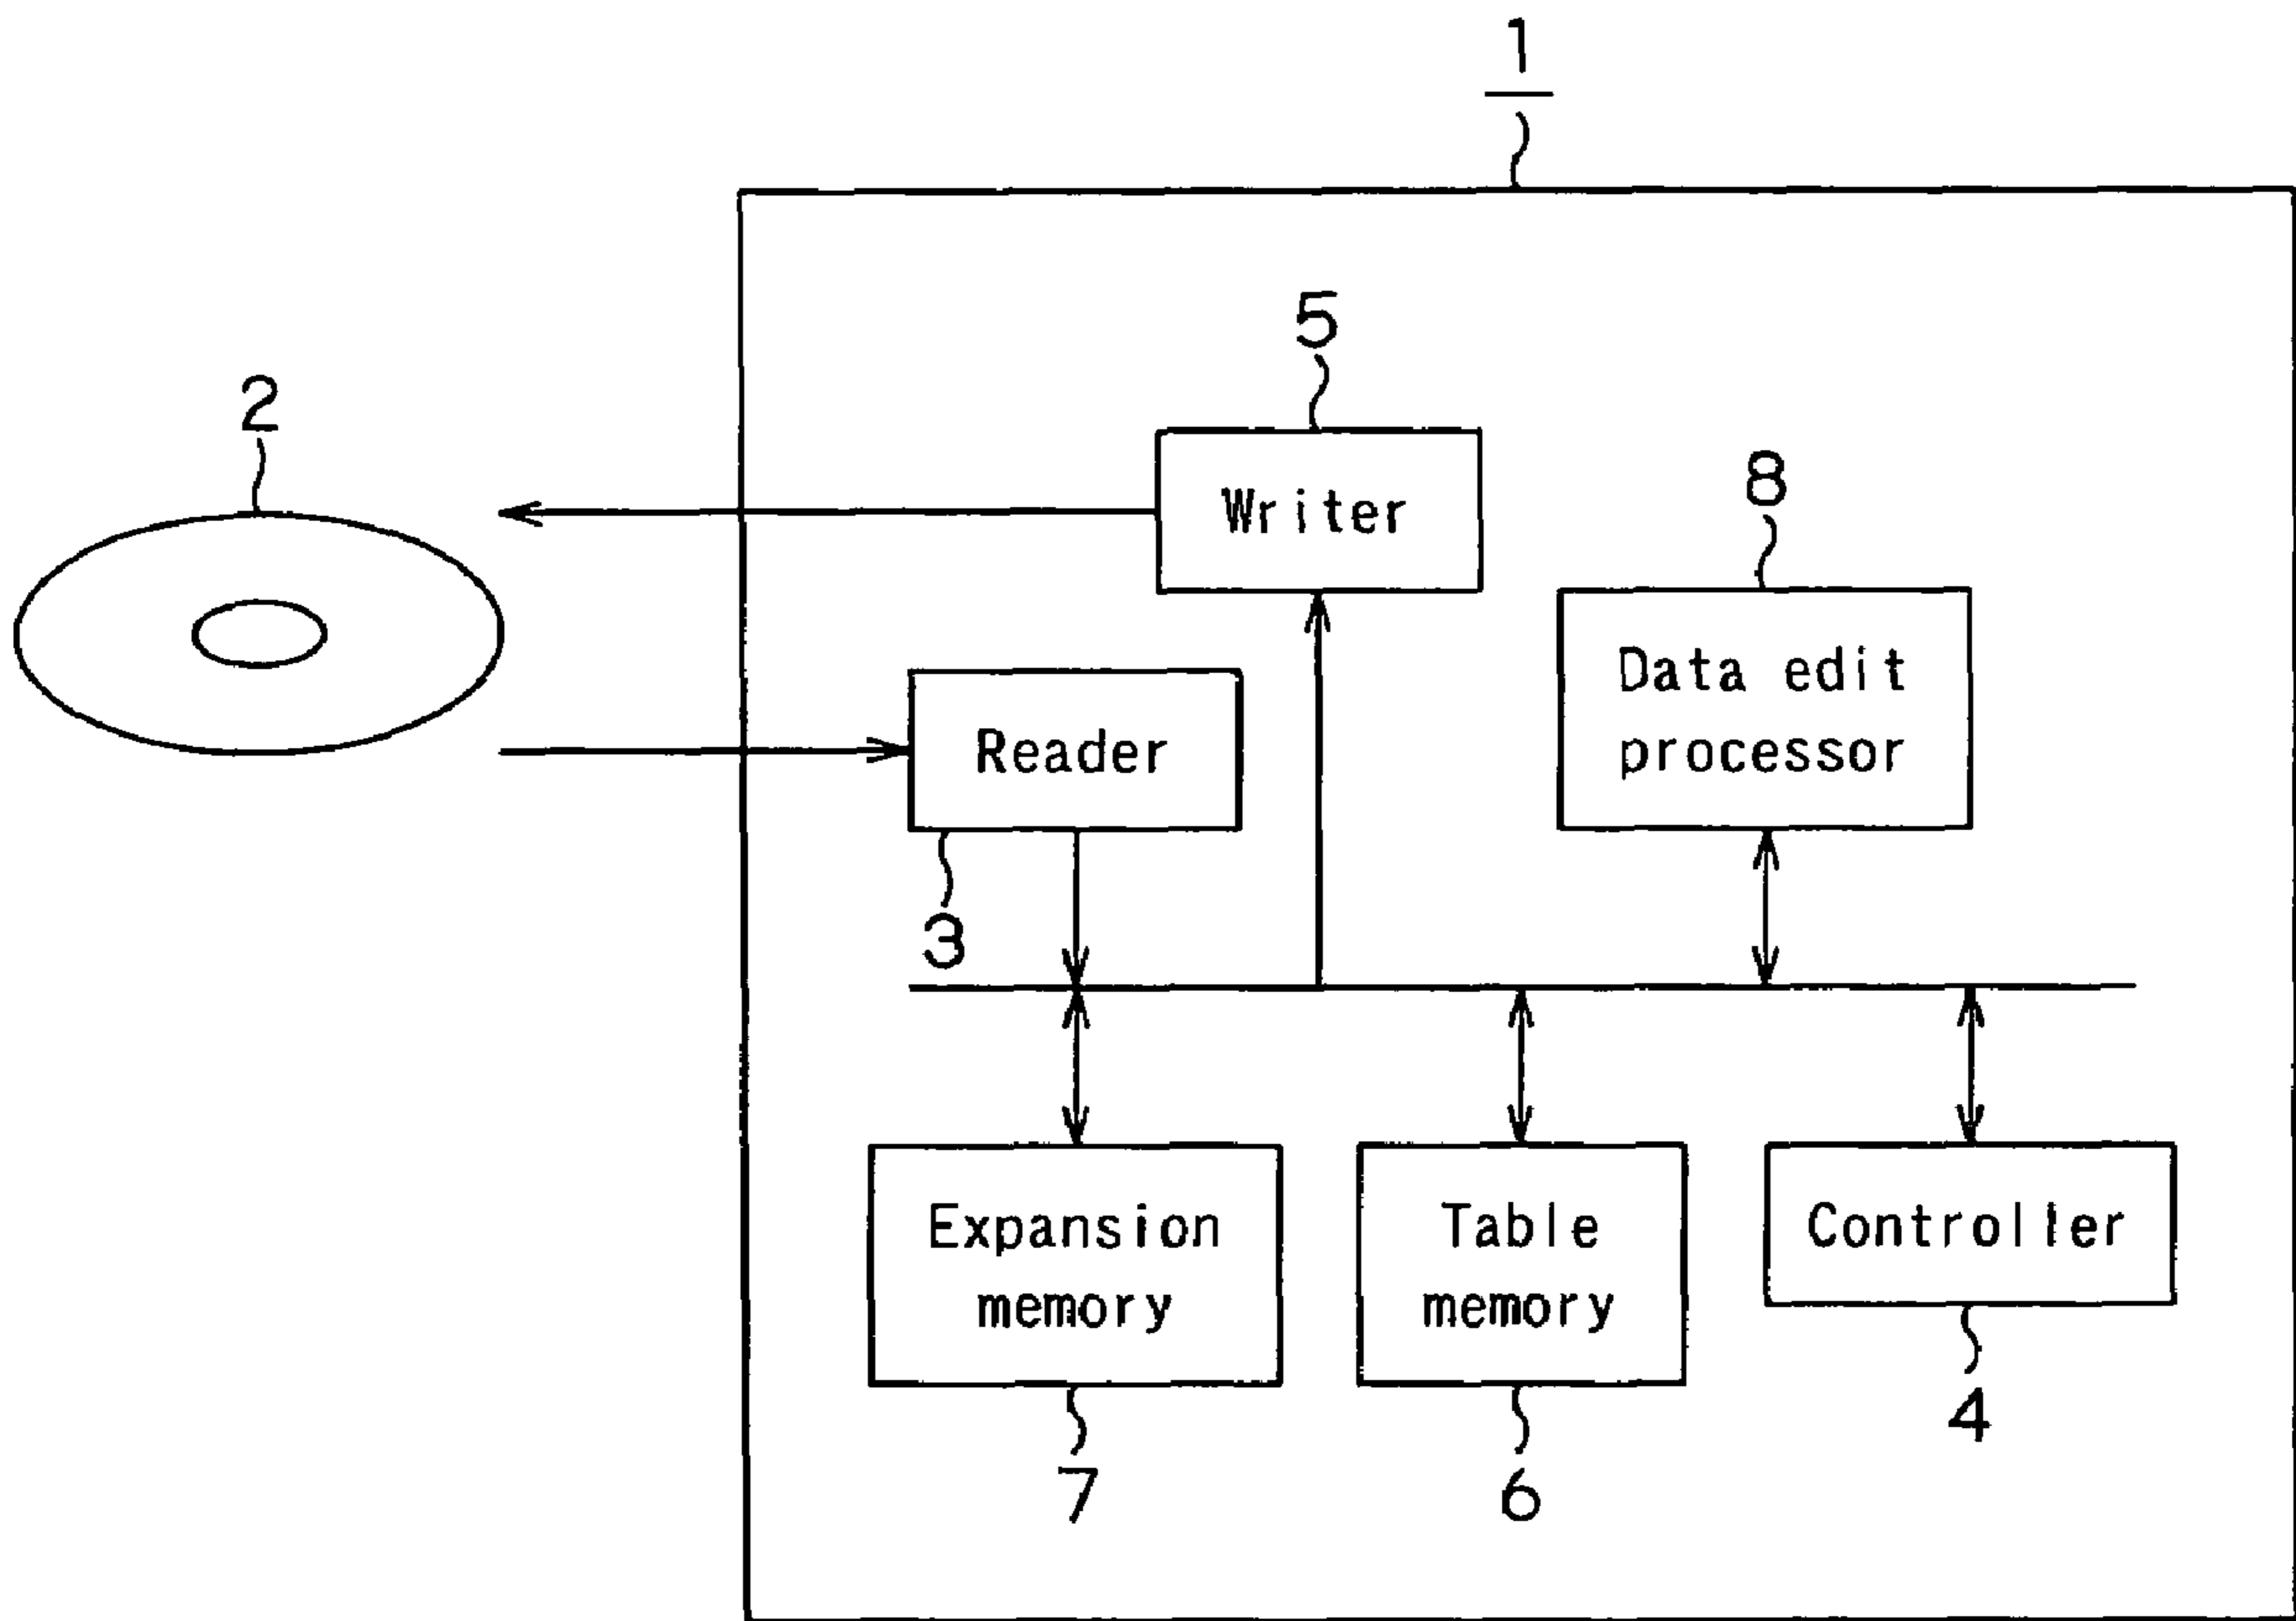 1
5
2
Writer
8
Data edit
processor
Reader
3
Expansion
memory
Table
memory
Controller
4
7
6